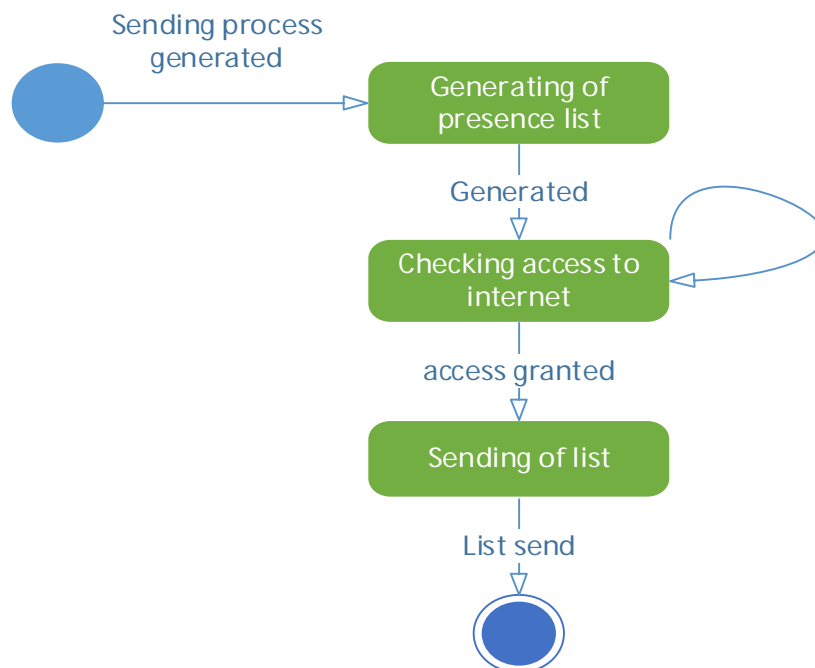 Sending process
generated
Generating of
presence list
Generated
Checking access to
internet
access granted
Sending of list
List send